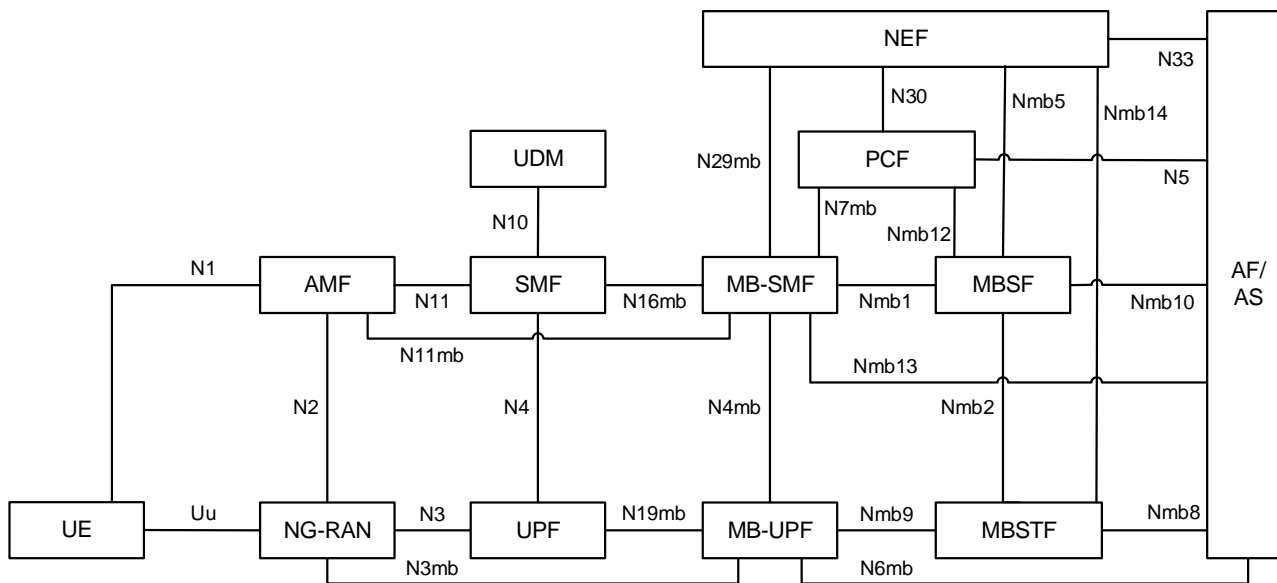 NEF
N33
N30
Nmb5
Nmb14
UDM
N29mb
PCF
N5
N10
N7mb
Nmb12
N1
AMF
N11
SMF
N16mb
MB-SMF
Nmb1
MBSF
Nmb10
AF/
AS
N11mb
Nmb13
N2
N4
N4mb
Nmb2
UE
Uu
NG-RAN
N3
UPF
N19mb
MB-UPF
Nmb9
MBSTF
Nmb8
N3mb
N6mb